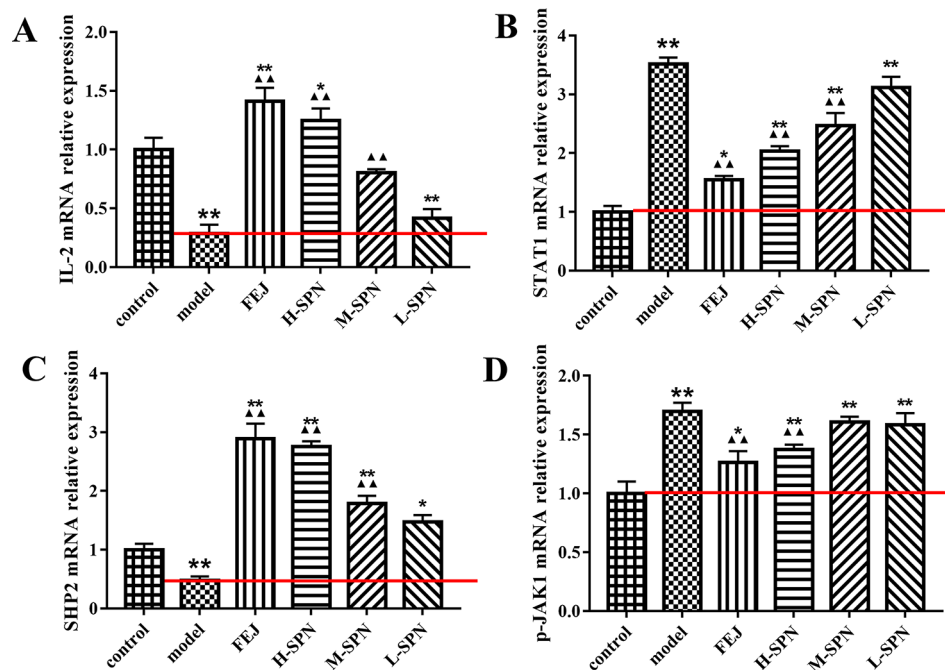 A
IL-2 mRNA relative expression
2.0
1.5
1.0
0.5
0.0
**
**
▲▲
*
▲▲
▲▲
**
control
model
FEJ
H-SPN
M-SPN
L-SPN
B
STAT1 mRNA relative expression
4
3
2
1
0
**
*
▲▲
**
▲▲
**
▲▲
**
control
model
FEJ
H-SPN
M-SPN
L-SPN
C
SHP2 mRNA relative expression
4
3
2
1
0
**
**
▲▲
**
▲▲
**
▲▲
*
control
model
FEJ
H-SPN
M-SPN
L-SPN
D
p-JAK1 mRNA relative expression
2.0
1.5
1.0
0.5
0.0
**
*
▲▲
**
▲▲
**
**
control
model
FEJ
H-SPN
M-SPN
L-SPN